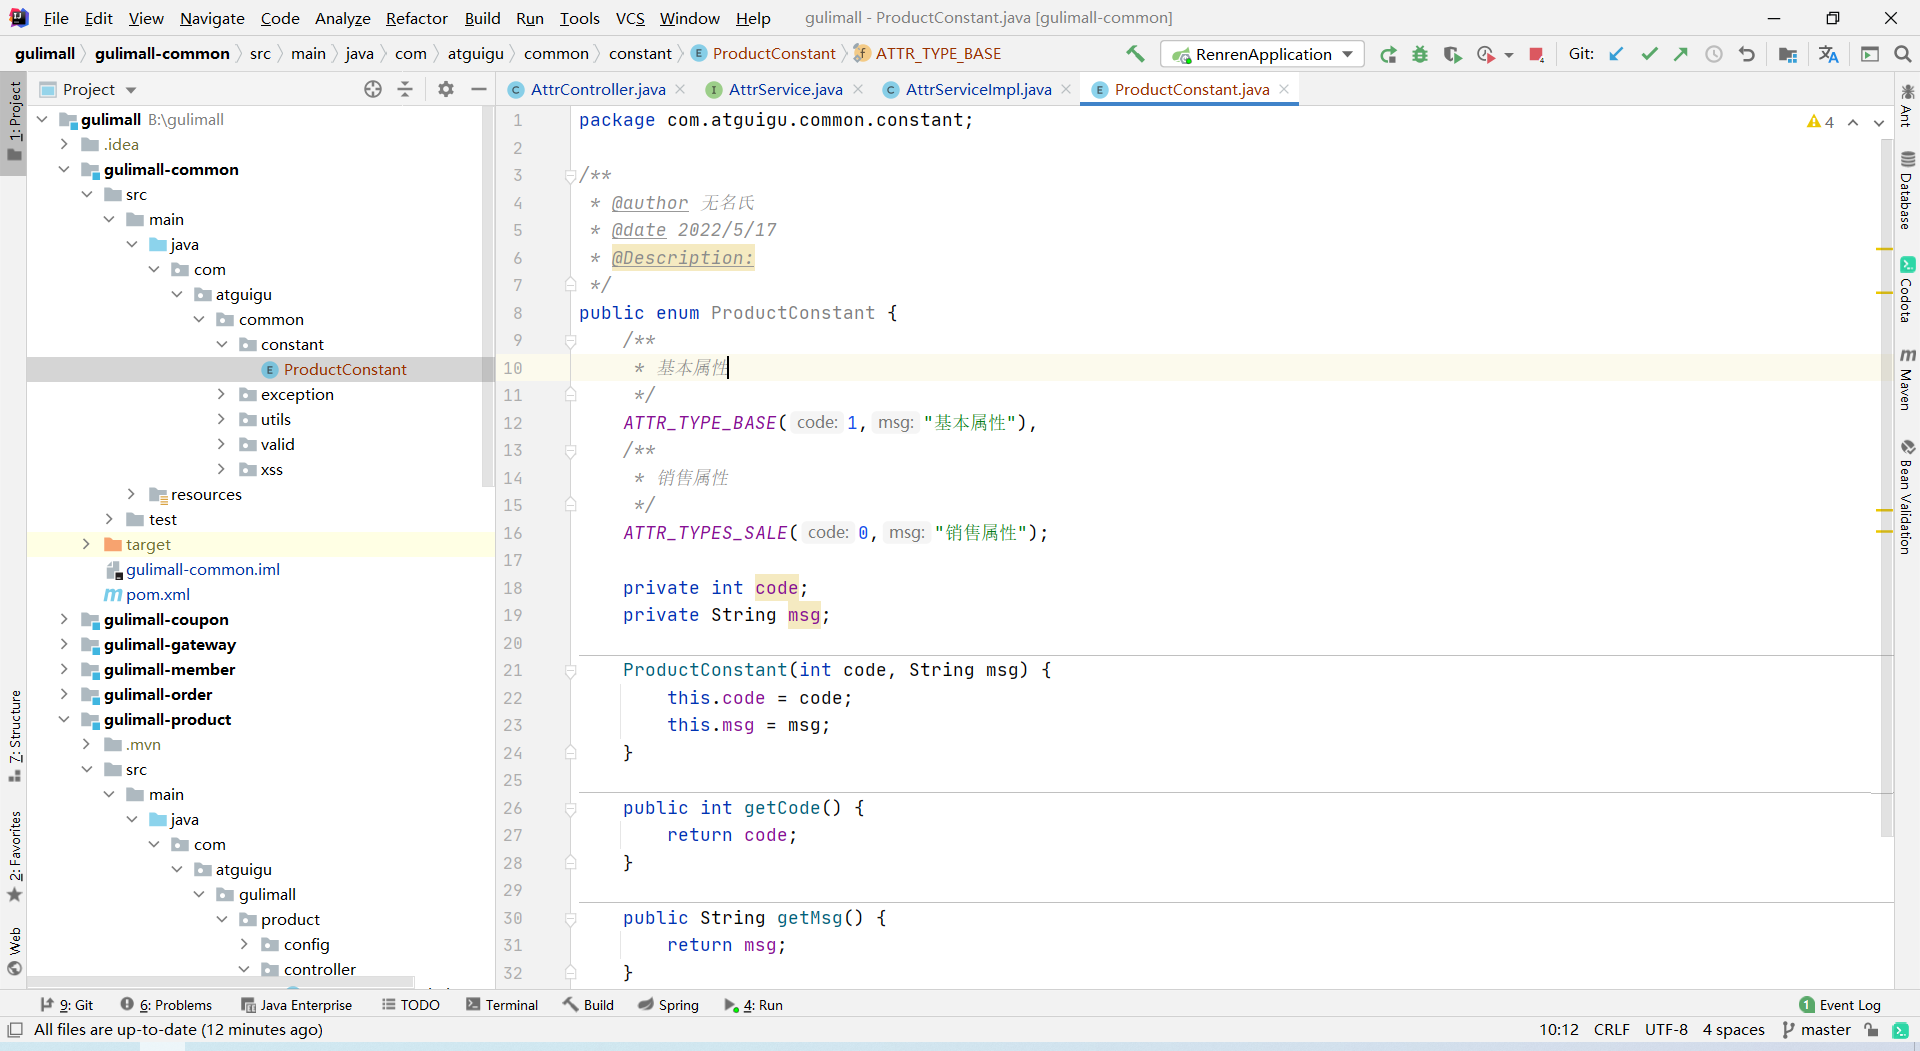 File Edit View Navigate Code Analyze Refactor Build Run Tools VCS Window Help gulimall - ProductConstant.java [gulimall-common]
gulimall gulimall-common src main java com atguigu common constant ProductConstant ATTR_TYPE_BASE RenrenApplication Git:
Project
AttrController.java AttrService.java AttrServiceImpl.java ProductConstant.java
1: Project
7: Structure
2: Favorites
Web
gulimall B:\gulimall
.idea
gulimall-common
src
main
java
com
atguigu
common
constant
ProductConstant
exception
utils
valid
xss
resources
test
target
gulimall-common.iml
pom.xml
gulimall-coupon
gulimall-gateway
gulimall-member
gulimall-order
gulimall-product
.mvn
src
main
java
com
atguigu
gulimall
product
config
controller
4
1 package com.atguigu.common.constant;
2
3 /**
4 * @author 无名氏
5 * @date 2022/5/17
6 * @Description:
7 */
8 public enum ProductConstant {
9 /**
10 * 基本属性
11 */
12 ATTR_TYPE_BASE( code: 1, msg: "基本属性"),
13 /**
14 * 销售属性
15 */
16 ATTR_TYPES_SALE( code: 0, msg: "销售属性");
17
18 private int code;
19 private String msg;
20
21 ProductConstant(int code, String msg) {
22 this.code = code;
23 this.msg = msg;
24 }
25
26 public int getCode() {
27 return code;
28 }
29
30 public String getMsg() {
31 return msg;
32 }
Ant
Database
Codota
Maven
Bean Validation
9: Git 6: Problems Java Enterprise TODO Terminal Build Spring 4: Run 1 Event Log
All files are up-to-date (12 minutes ago) 10:12 CRLF UTF-8 4 spaces master